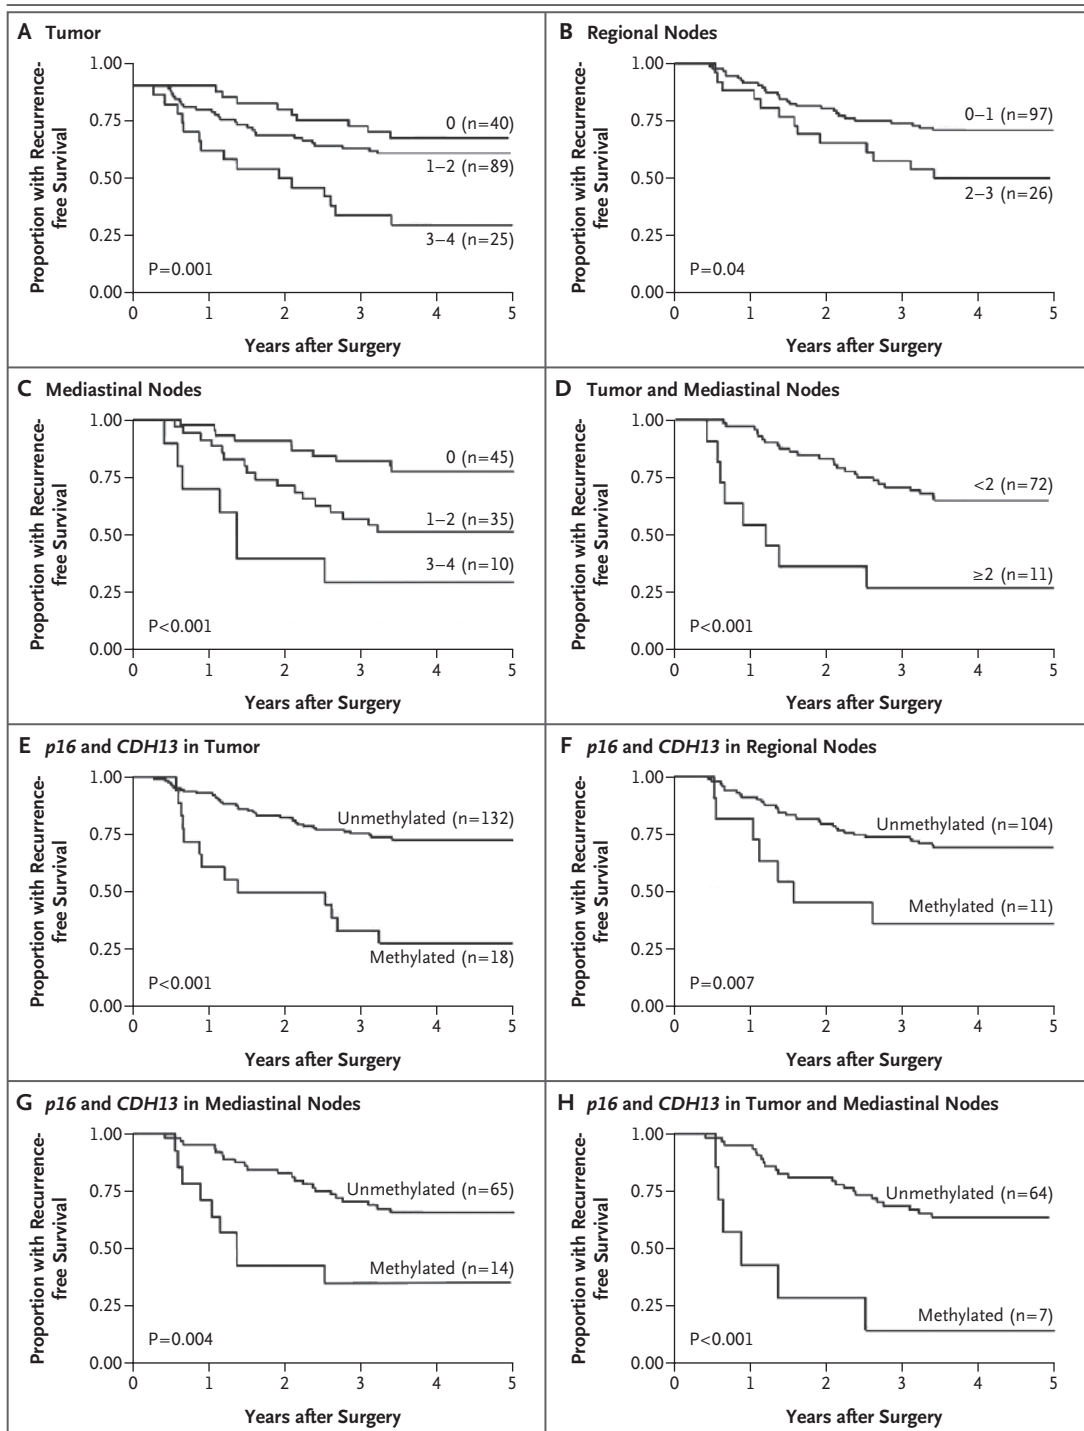 A Tumor
Proportion with Recurrence-
free Survival
1.00
0.75
0.50
0.25
0.00
0 (n=40)
1–2 (n=89)
3–4 (n=25)
P=0.001
0 1 2 3 4 5
Years after Surgery
B Regional Nodes
Proportion with Recurrence-
free Survival
1.00
0.75
0.50
0.25
0.00
0–1 (n=97)
2–3 (n=26)
P=0.04
0 1 2 3 4 5
Years after Surgery
C Mediastinal Nodes
Proportion with Recurrence-
free Survival
1.00
0.75
0.50
0.25
0.00
0 (n=45)
1–2 (n=35)
3–4 (n=10)
P<0.001
0 1 2 3 4 5
Years after Surgery
D Tumor and Mediastinal Nodes
Proportion with Recurrence-
free Survival
1.00
0.75
0.50
0.25
0.00
<2 (n=72)
≥2 (n=11)
P<0.001
0 1 2 3 4 5
Years after Surgery
E p16 and CDH13 in Tumor
Proportion with Recurrence-
free Survival
1.00
0.75
0.50
0.25
0.00
Unmethylated (n=132)
Methylated (n=18)
P<0.001
0 1 2 3 4 5
Years after Surgery
F p16 and CDH13 in Regional Nodes
Proportion with Recurrence-
free Survival
1.00
0.75
0.50
0.25
0.00
Unmethylated (n=104)
Methylated (n=11)
P=0.007
0 1 2 3 4 5
Years after Surgery
G p16 and CDH13 in Mediastinal Nodes
Proportion with Recurrence-
free Survival
1.00
0.75
0.50
0.25
0.00
Unmethylated (n=65)
Methylated (n=14)
P=0.004
0 1 2 3 4 5
Years after Surgery
H p16 and CDH13 in Tumor and Mediastinal Nodes
Proportion with Recurrence-
free Survival
1.00
0.75
0.50
0.25
0.00
Unmethylated (n=64)
Methylated (n=7)
P<0.001
0 1 2 3 4 5
Years after Surgery